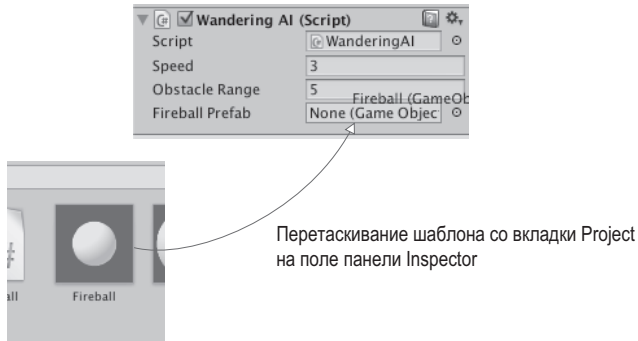 Wandering AI (Script)
Script WanderingAI
Speed 3
Obstacle Range 5
Fireball (GameOb
Fireball Prefab None (Game Objec
Перетаскивание шаблона со вкладки Project
на поле панели Inspector
all Fireball